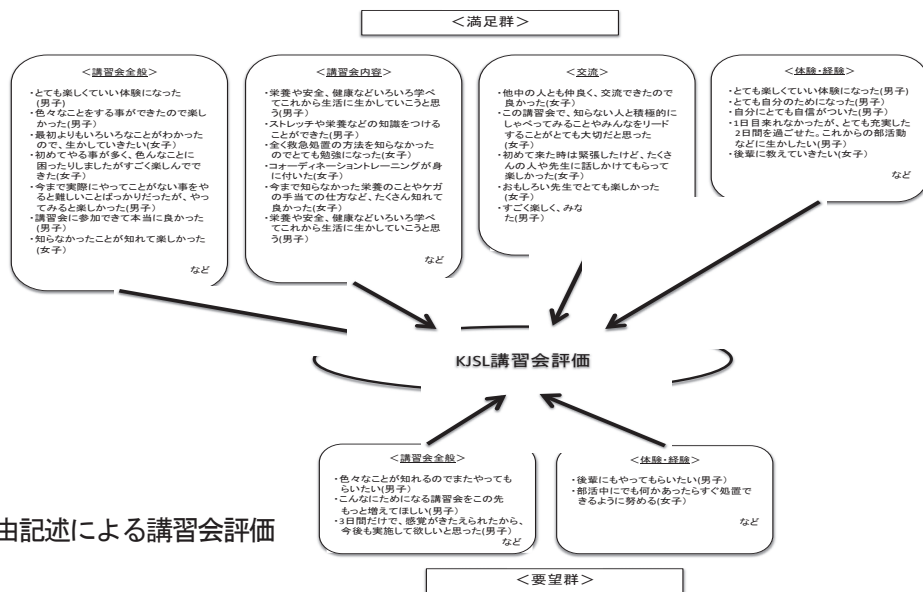 ＜満足群＞
＜講習会全般＞
・とても楽しくていい体験になった
(男子)
・色々なことをする事ができたので楽し
かった(男子)
・最初よりもいろいろなことがわかった
ので、生かしていきたい(女子)
・初めてやる事が多く、色んなことに
困ったりしましたがすごく楽しんでで
きた(女子)
・今まで実際にやってことがない事をや
ると難しいことばっかりだったが、やっ
てみると楽しかった(男子)
・講習会に参加できて本当に良かった
(男子)
・知らなかったことが知れて楽しかった
(女子)
など
＜講習会内容＞
・栄養や安全、健康などいろいろ学べ
てこれから生活に生かしていこうと思
う(男子)
・ストレッチや栄養などの知識をつける
ことができた(男子)
・全く救急処置の方法を知らなかった
のでとても勉強になった(女子)
・コォーディネーショントレーニングが身
に付いた(女子)
・今まで知らなかった栄養のことやケガ
の手当ての仕方など、たくさん知れて
良かった(女子)
・栄養や安全、健康などいろいろ学べ
てこれから生活に生かしていこうと思
う(男子)
など
＜交流＞
・他中の人とも仲良く、交流できたので
良かった(女子)
・この講習会で、知らない人と積極的に
しゃべってみることやみんなをリード
することがとても大切だと思った
(女子)
・初めて来た時は緊張したけど、たくさ
んの人や先生に話しかけてもらって
楽しかった(女子)
・おもしろい先生でとても楽しかった
(女子)
・すごく楽しく、みな
た(男子)
＜体験・経験＞
・とても楽しくていい体験になった(男子)
・とても自分のためになった(男子)
・自分にとても自信がついた(男子)
・1日目来れなかったが、とても充実した
2日間を過ごせた。これからの部活動
などに生かしたい(男子)
・後輩に教えていきたい(女子)
など
KJSL講習会評価
＜講習会全般＞
・色々なことが知れるのでまたやっても
らいたい(男子)
・こんなにためになる講習会をこの先
もっと増えてほしい(男子)
・3日間だけで、感覚がきたえられたから、
今後も実施して欲しいと思った(男子)
など
＜体験・経験＞
・後輩にもやってもらいたい(男子)
・部活中にでも何かあったらすぐ処置で
きるように努める(女子)
など
由記述による講習会評価
＜要望群＞